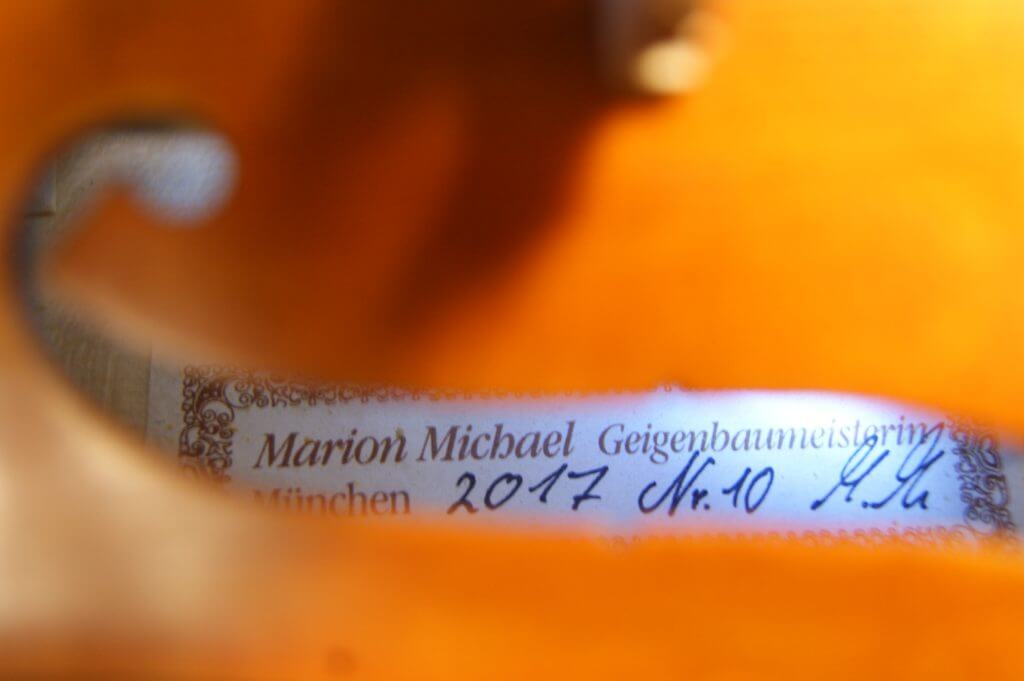 Marion Michael Geigenbaumeisterin
München 2017 Nr. 10 M. M.